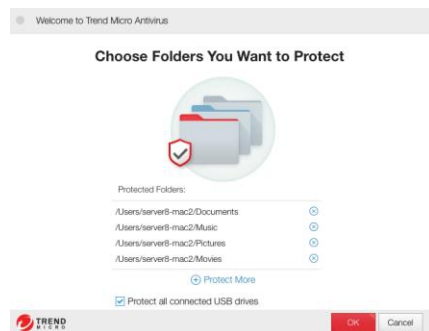 Welcome to Trend Micro Antivirus
Choose Folders You Want to Protect
Protected Folders:
/Users/server8-mac2/Documents
/Users/server8-mac2/Music
/Users/server8-mac2/Pictures
/Users/server8-mac2/Movies
Protect More
Protect all connected USB drives
TREND
MICRO
OK
Cancel